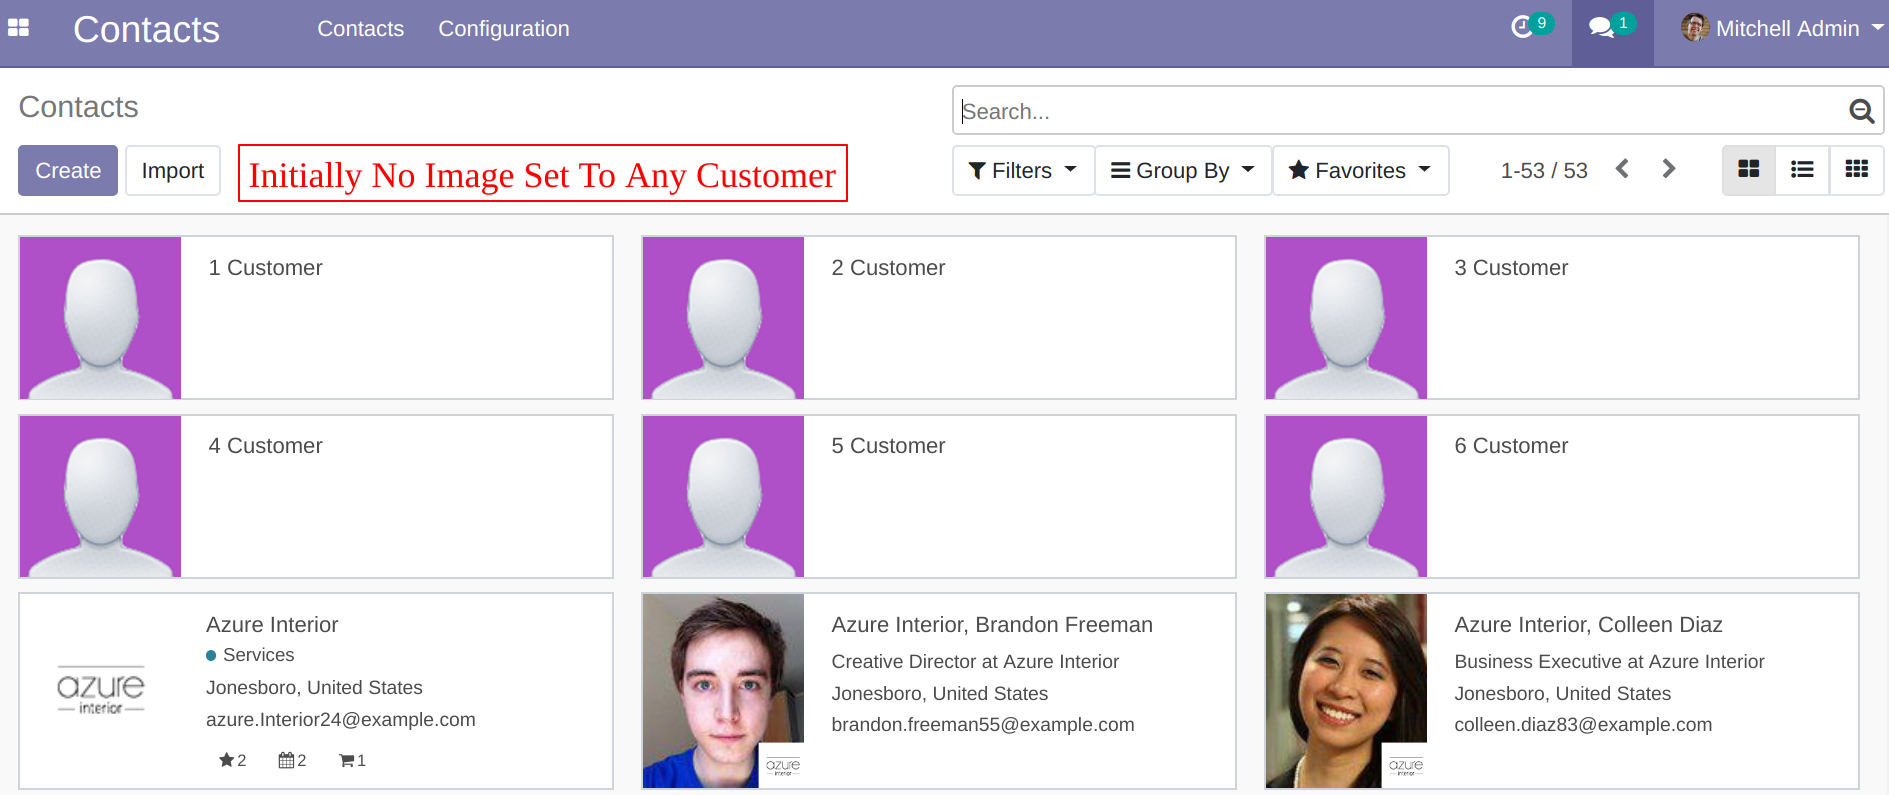 Contacts
Contacts Configuration
9
1
Mitchell Admin
Contacts
Search...
Create
Import
Initially No Image Set To Any Customer
Filters
Group By
Favorites
1-53 / 53
1 Customer
2 Customer
3 Customer
4 Customer
5 Customer
6 Customer
azure
interior
Azure Interior
Services
Jonesboro, United States
azure.Interior24@example.com
2 2 1
azure
interior
Azure Interior, Brandon Freeman
Creative Director at Azure Interior
Jonesboro, United States
brandon.freeman55@example.com
azure
interior
Azure Interior, Colleen Diaz
Business Executive at Azure Interior
Jonesboro, United States
colleen.diaz83@example.com